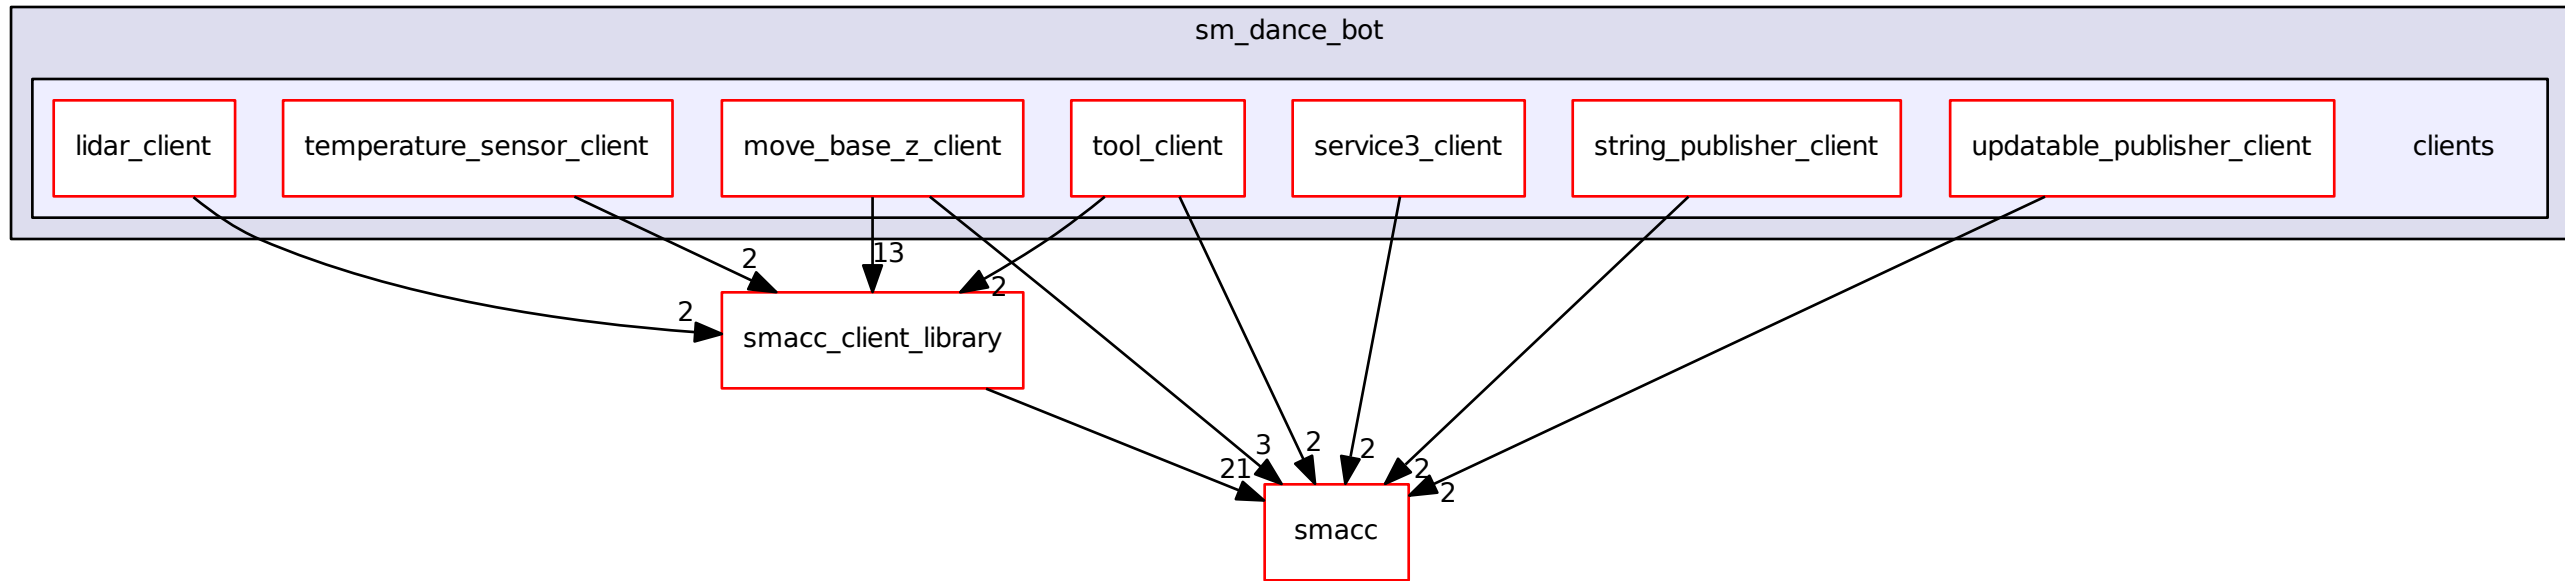 sm_dance_bot
lidar_client
temperature_sensor_client
move_base_z_client
tool_client
service3_client
string_publisher_client
updatable_publisher_client
clients
2
13
2
2
smacc_client_library
3
2
2
21
2
2
smacc